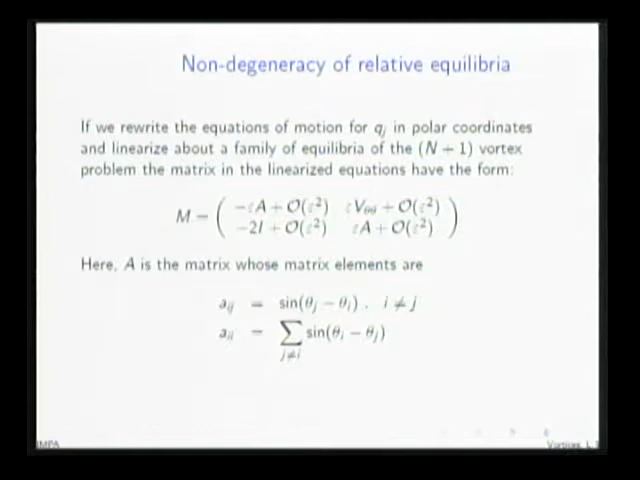 Non-degeneracy of relative equilibria
If we rewrite the equations of motion for q_j in polar coordinates
and linearize about a family of equilibria of the (N + 1) vortex
problem the matrix in the linearized equations have the form:
M = ( −εA + O(ε²) εV_θθ + O(ε²)
−2I + O(ε²) εA + O(ε²) )
Here, A is the matrix whose matrix elements are
a_ij = sin(θ_j − θ_i) , i ≠ j
a_ii = ∑_{j≠i} sin(θ_i − θ_j)
IMPA Vortices, L